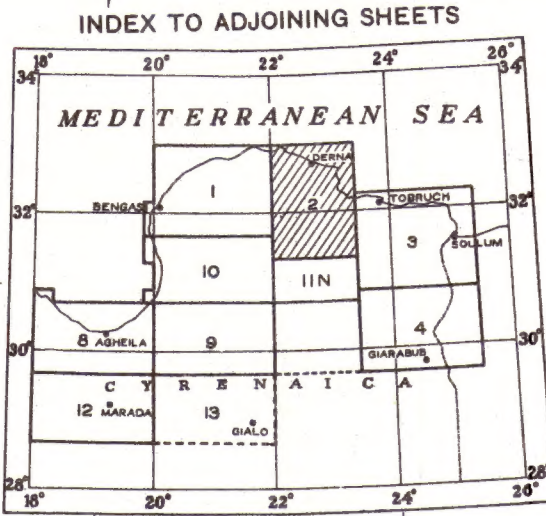 INDEX TO ADJOINING SHEETS
18° 20° 22° 24° 26°
34° 34°
MEDITERRANEAN SEA
DERNA
BENGASI 1 2 TOBRUCH
32° 32°
3 SOLLUM
10 11N
8 AGHEILA 9 4
30° 30°
GIARABUB
CYRENAICA
12 MARADA 13
GIALO
28° 28°
18° 20° 22° 24° 26°